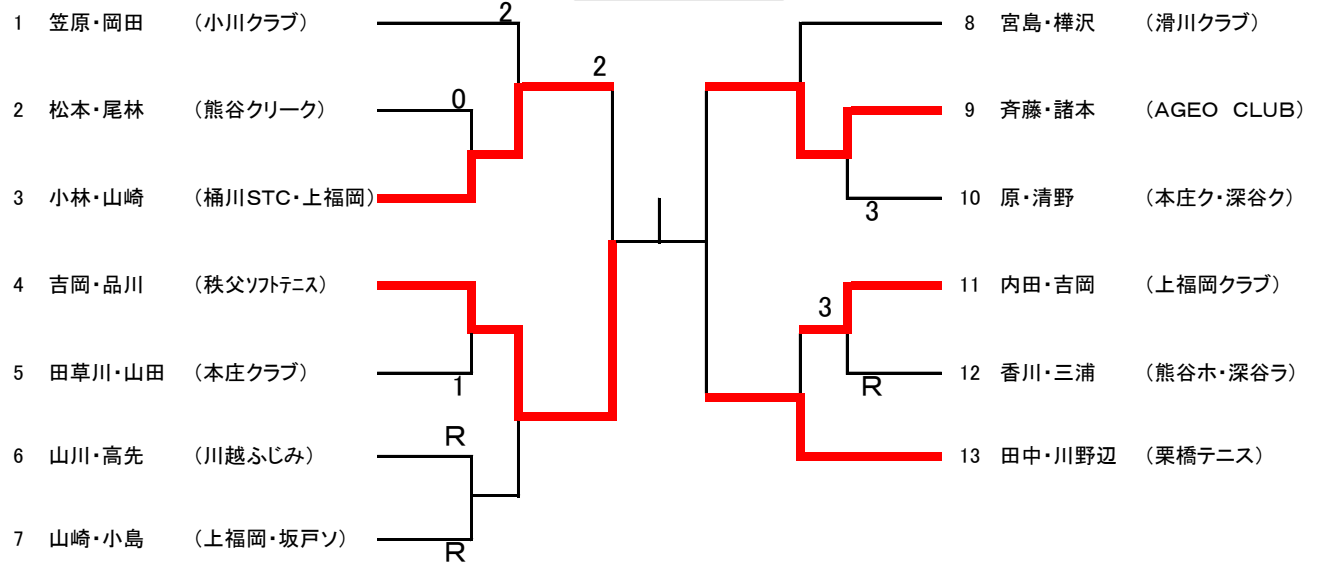 1 笠原・岡田 (小川クラブ) 2
2 松本・尾林 (熊谷クリーク) 0
3 小林・山崎 (桶川STC・上福岡)
2
4 吉岡・品川 (秩父ソフトテニス)
5 田草川・山田 (本庄クラブ) 1
6 山川・高先 (川越ふじみ) R
7 山崎・小島 (上福岡・坂戸ソ) R
8 宮島・樺沢 (滑川クラブ)
9 斉藤・諸本 (AGEO CLUB)
3 10 原・清野 (本庄ク・深谷ク)
3 11 内田・吉岡 (上福岡クラブ)
R 12 香川・三浦 (熊谷ホ・深谷ラ)
13 田中・川野辺 (栗橋テニス)